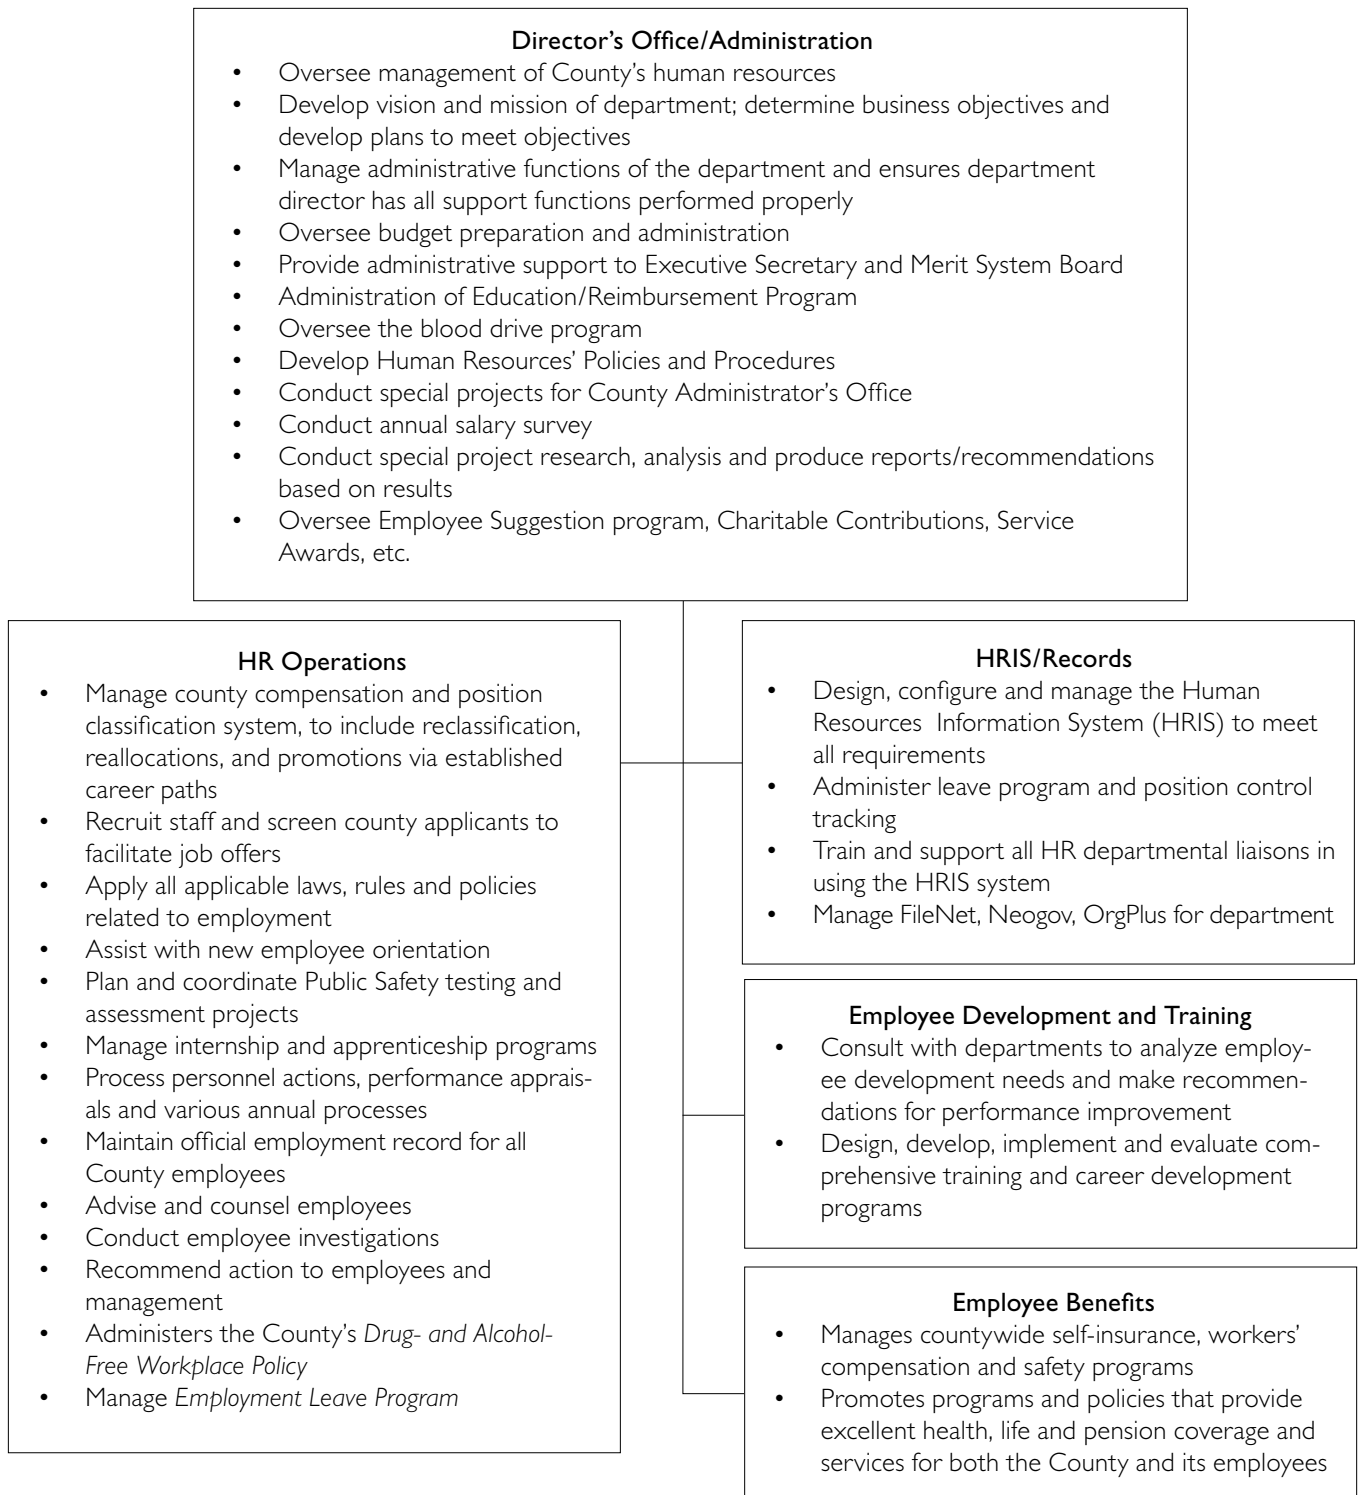 Director’s Office/Administration
• Oversee management of County’s human resources
• Develop vision and mission of department; determine business objectives and
develop plans to meet objectives
• Manage administrative functions of the department and ensures department
director has all support functions performed properly
• Oversee budget preparation and administration
• Provide administrative support to Executive Secretary and Merit System Board
• Administration of Education/Reimbursement Program
• Oversee the blood drive program
• Develop Human Resources’ Policies and Procedures
• Conduct special projects for County Administrator’s Office
• Conduct annual salary survey
• Conduct special project research, analysis and produce reports/recommendations
based on results
• Oversee Employee Suggestion program, Charitable Contributions, Service
Awards, etc.
HR Operations
• Manage county compensation and position
classification system, to include reclassification,
reallocations, and promotions via established
career paths
• Recruit staff and screen county applicants to
facilitate job offers
• Apply all applicable laws, rules and policies
related to employment
• Assist with new employee orientation
• Plan and coordinate Public Safety testing and
assessment projects
• Manage internship and apprenticeship programs
• Process personnel actions, performance apprais-
als and various annual processes
• Maintain official employment record for all
County employees
• Advise and counsel employees
• Conduct employee investigations
• Recommend action to employees and
management
• Administers the County’s Drug- and Alcohol-
Free Workplace Policy
• Manage Employment Leave Program
HRIS/Records
• Design, configure and manage the Human
Resources Information System (HRIS) to meet
all requirements
• Administer leave program and position control
tracking
• Train and support all HR departmental liaisons in
using the HRIS system
• Manage FileNet, Neogov, OrgPlus for department
Employee Development and Training
• Consult with departments to analyze employ-
ee development needs and make recommen-
dations for performance improvement
• Design, develop, implement and evaluate com-
prehensive training and career development
programs
Employee Benefits
• Manages countywide self-insurance, workers’
compensation and safety programs
• Promotes programs and policies that provide
excellent health, life and pension coverage and
services for both the County and its employees